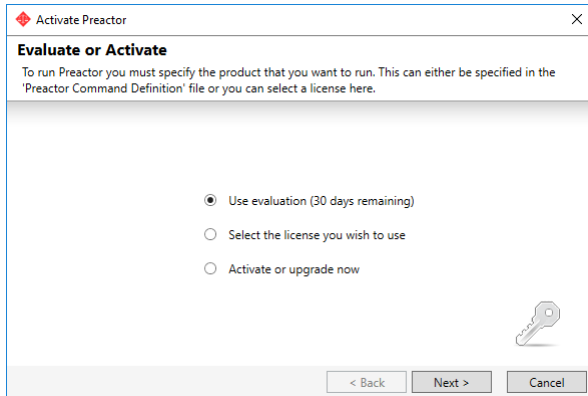 Activate Preactor
Evaluate or Activate
To run Preactor you must specify the product that you want to run. This can either be specified in the
'Preactor Command Definition' file or you can select a license here.
Use evaluation (30 days remaining)
Select the license you wish to use
Activate or upgrade now
< Back Next > Cancel